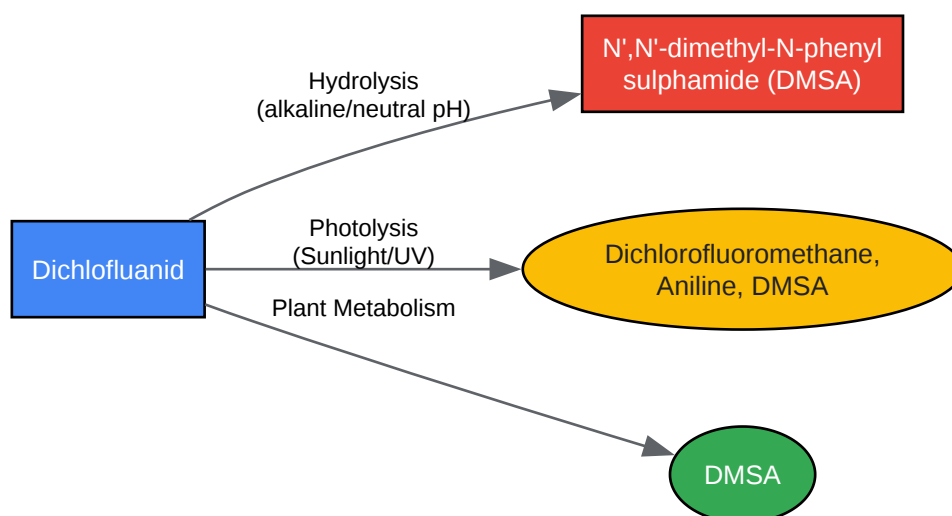 N',N'-dimethyl-N-phenyl
sulphamide (DMSA)
Hydrolysis
(alkaline/neutral pH)
Dichlofluanid
Photolysis
(Sunlight/UV)
Dichlorofluoromethane,
Aniline, DMSA
Plant Metabolism
DMSA